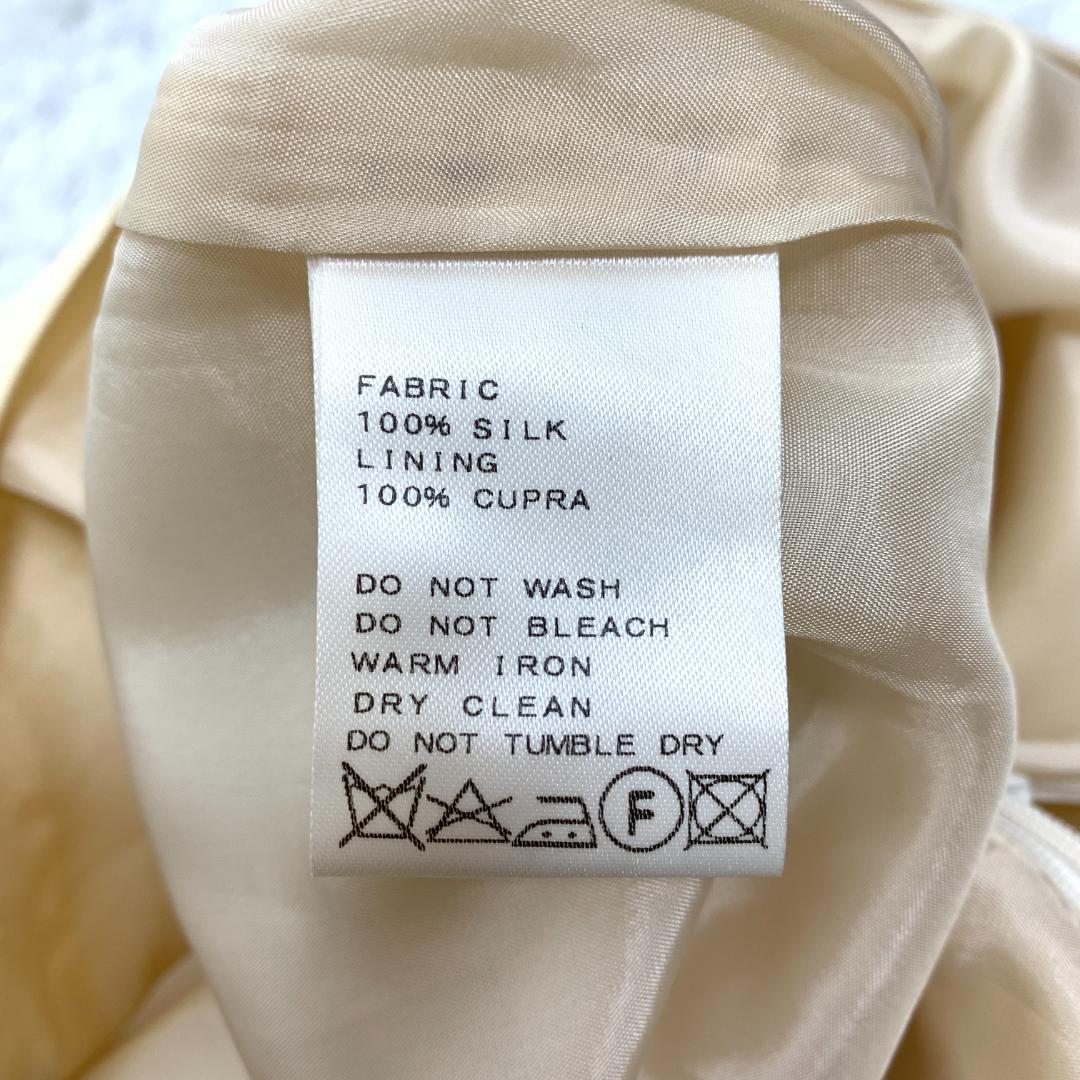 FABRIC
100% SILK
LINING
100% CUPRA
DO NOT WASH
DO NOT BLEACH
WARM IRON
DRY CLEAN
DO NOT TUMBLE DRY
F